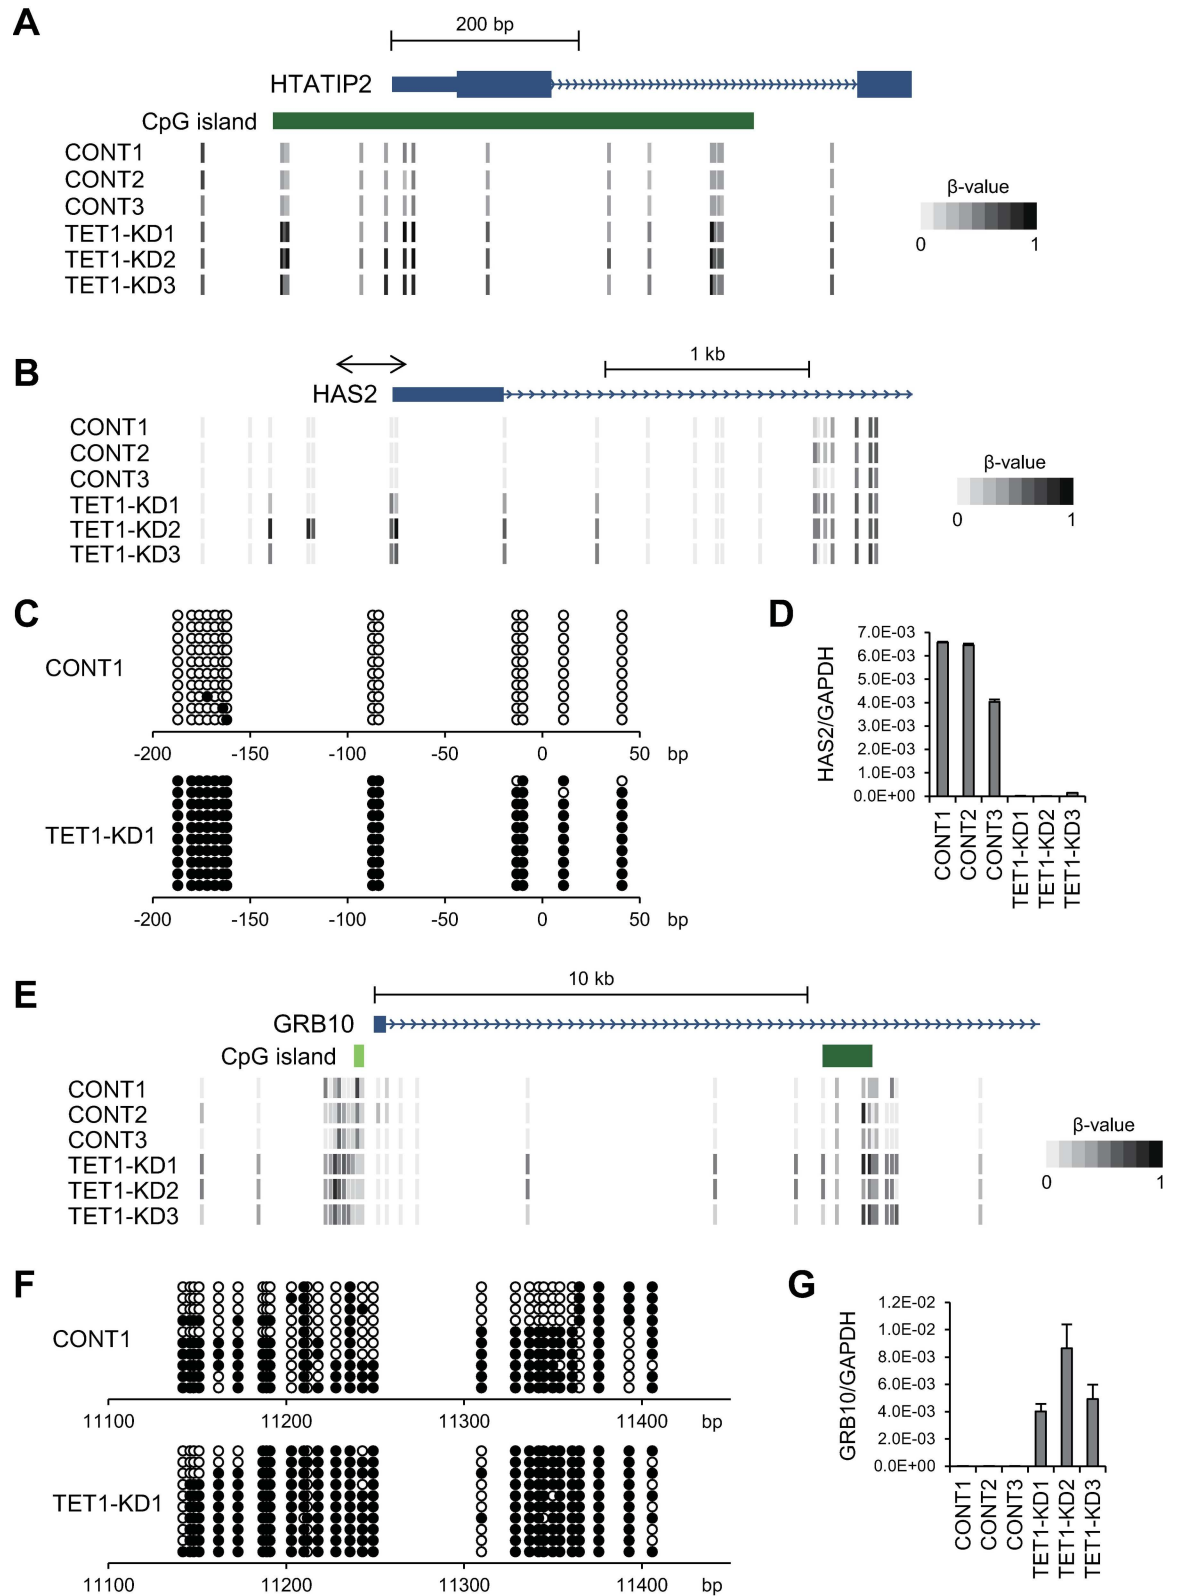 A
200 bp
HTATIP2
CpG island
CONT1
CONT2
CONT3
TET1-KD1
TET1-KD2
TET1-KD3
β-value
0 1
B
1 kb
HAS2
CONT1
CONT2
CONT3
TET1-KD1
TET1-KD2
TET1-KD3
β-value
0 1
C
CONT1
-200 -150 -100 -50 0 50 bp
TET1-KD1
-200 -150 -100 -50 0 50 bp
D
HAS2/GAPDH
7.0E-03
6.0E-03
5.0E-03
4.0E-03
3.0E-03
2.0E-03
1.0E-03
0.0E+00
CONT1
CONT2
CONT3
TET1-KD1
TET1-KD2
TET1-KD3
E
10 kb
GRB10
CpG island
CONT1
CONT2
CONT3
TET1-KD1
TET1-KD2
TET1-KD3
β-value
0 1
F
CONT1
11100 11200 11300 11400 bp
TET1-KD1
11100 11200 11300 11400 bp
G
GRB10/GAPDH
1.2E-02
1.0E-02
8.0E-03
6.0E-03
4.0E-03
2.0E-03
0.0E+00
CONT1
CONT2
CONT3
TET1-KD1
TET1-KD2
TET1-KD3